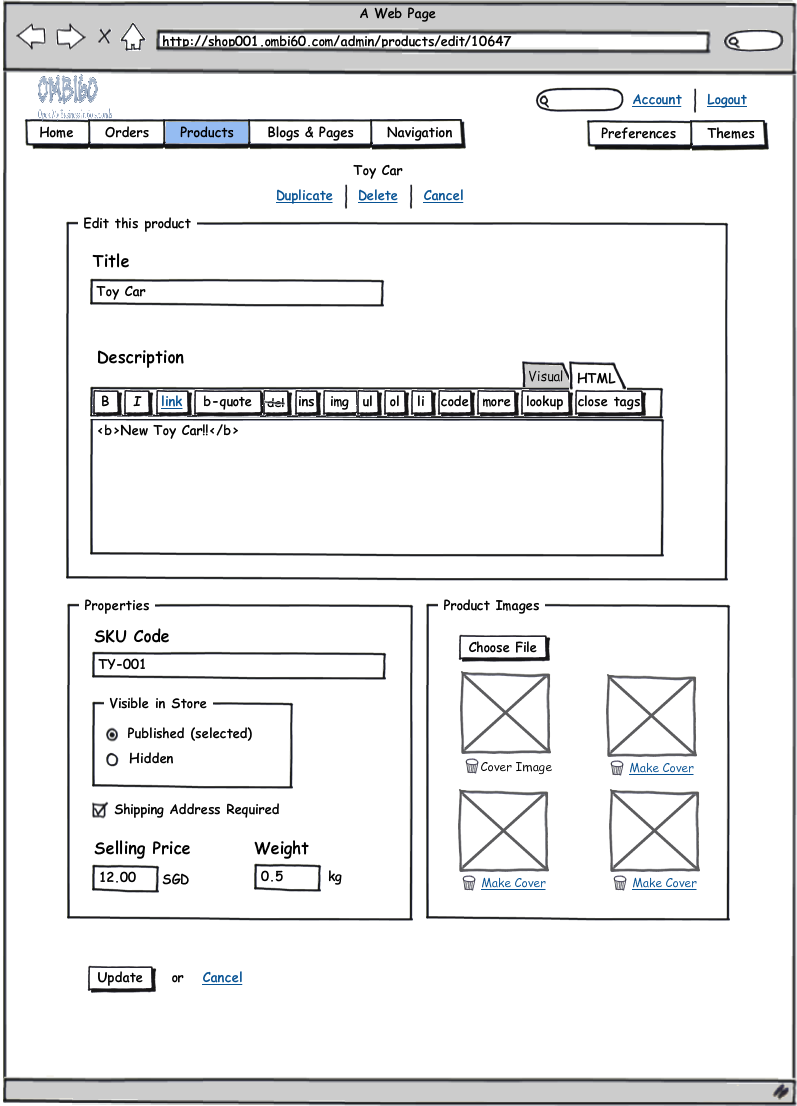 A Web Page
http://shop001.ombi60.com/admin/products/edit/10647
OMBI60
Account Logout
Home Orders Products Blogs & Pages Navigation Preferences Themes
Toy Car
Duplicate Delete Cancel
Edit this product
Title
Toy Car
Description
Visual HTML
B I link b-quote del ins img ul ol li code more lookup close tags
<b>New Toy Car!!</b>
Properties
SKU Code
TY-001
Visible in Store
Published (selected)
Hidden
Shipping Address Required
Selling Price Weight
12.00 SGD 0.5 kg
Product Images
Choose File
Cover Image Make Cover
Make Cover Make Cover
Update or Cancel